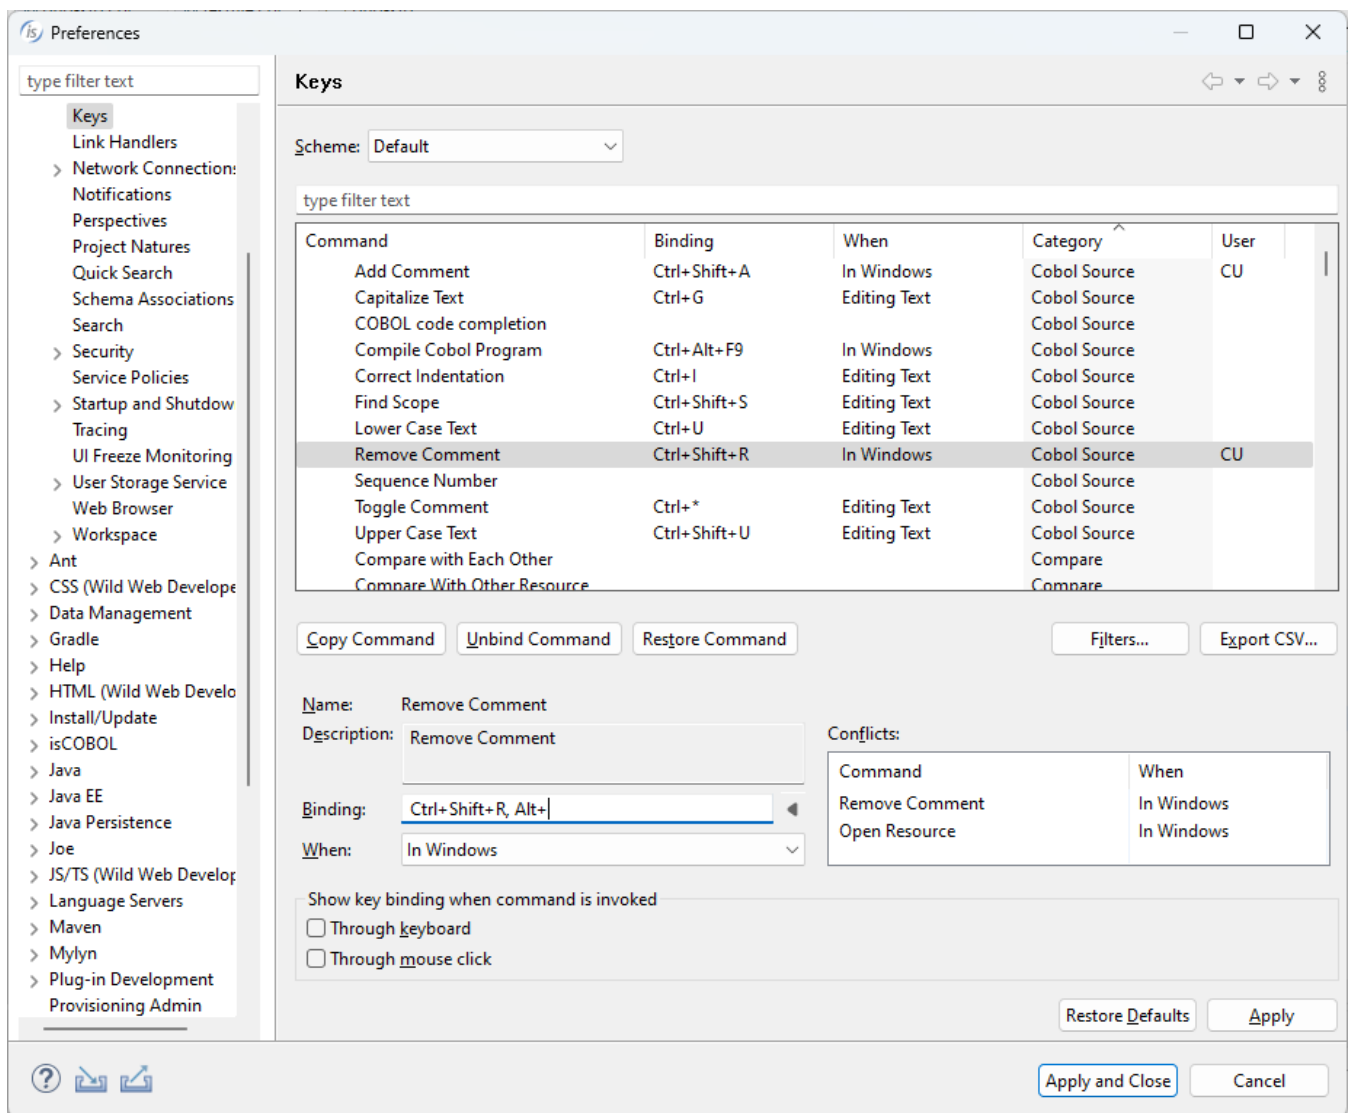 is Preferences
type filter text
Keys
Link Handlers
Network Connection
Notifications
Perspectives
Project Natures
Quick Search
Schema Associations
Search
Security
Service Policies
Startup and Shutdow
Tracing
UI Freeze Monitoring
User Storage Service
Web Browser
Workspace
Ant
CSS (Wild Web Develope
Data Management
Gradle
Help
HTML (Wild Web Develo
Install/Update
isCOBOL
Java
Java EE
Java Persistence
Joe
JS/TS (Wild Web Develop
Language Servers
Maven
Mylyn
Plug-in Development
Provisioning Admin
Keys
Scheme: Default
type filter text
Command Binding When Category User
Add Comment Ctrl+Shift+A In Windows Cobol Source CU
Capitalize Text Ctrl+G Editing Text Cobol Source
COBOL code completion Cobol Source
Compile Cobol Program Ctrl+Alt+F9 In Windows Cobol Source
Correct Indentation Ctrl+I Editing Text Cobol Source
Find Scope Ctrl+Shift+S Editing Text Cobol Source
Lower Case Text Ctrl+U Editing Text Cobol Source
Remove Comment Ctrl+Shift+R In Windows Cobol Source CU
Sequence Number Cobol Source
Toggle Comment Ctrl+* Editing Text Cobol Source
Upper Case Text Ctrl+Shift+U Editing Text Cobol Source
Compare with Each Other Compare
Compare With Other Resource Compare
Copy Command Unbind Command Restore Command Filters... Export CSV...
Name: Remove Comment
Description: Remove Comment
Binding: Ctrl+Shift+R, Alt+
When: In Windows
Conflicts:
Command When
Remove Comment In Windows
Open Resource In Windows
Show key binding when command is invoked
Through keyboard
Through mouse click
Restore Defaults Apply
? Apply and Close Cancel